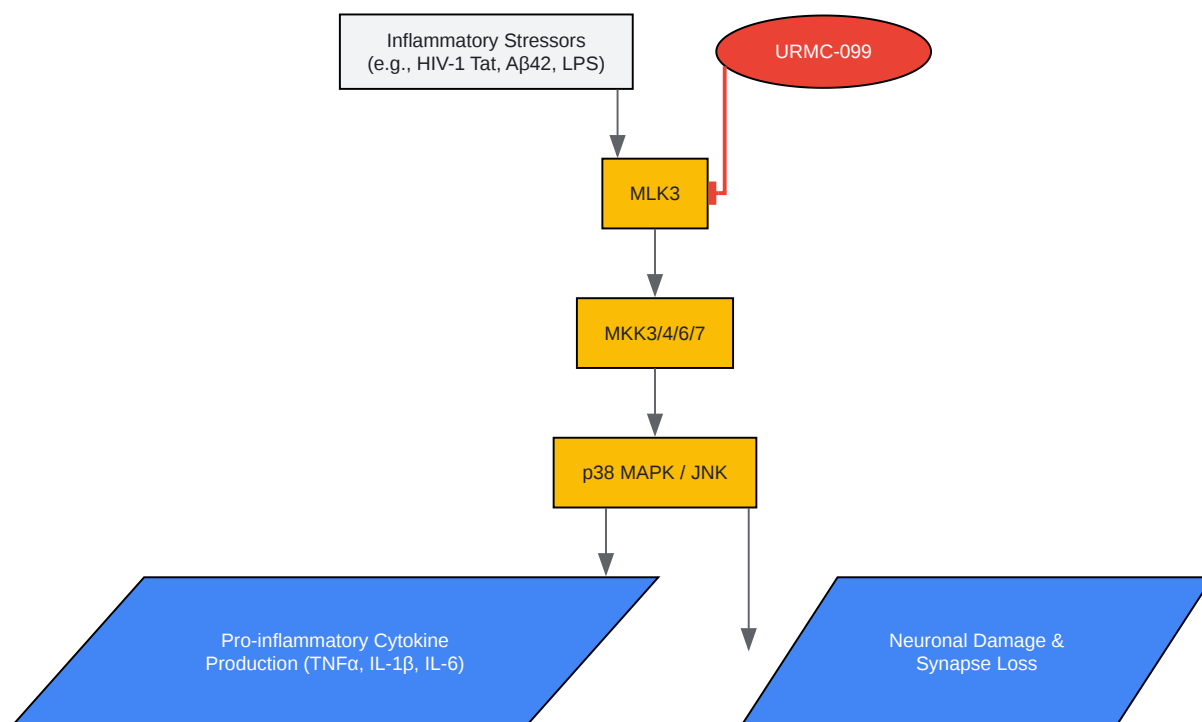 Inflammatory Stressors
(e.g., HIV-1 Tat, Aβ42, LPS)
URMC-099
MLK3
MKK3/4/6/7
p38 MAPK / JNK
Pro-inflammatory Cytokine
Production (TNFα, IL-1β, IL-6)
Neuronal Damage &
Synapse Loss